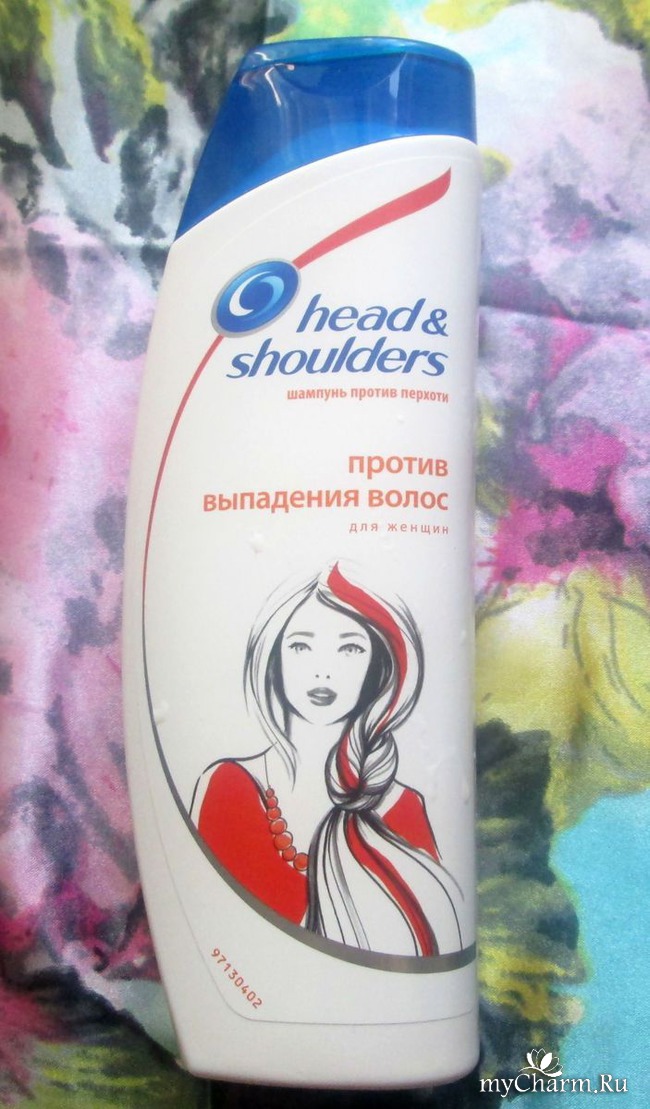 head &
shoulders
шампунь против перхоти
против
выпадения волос
для женщин
97130402
myCharm.Ru